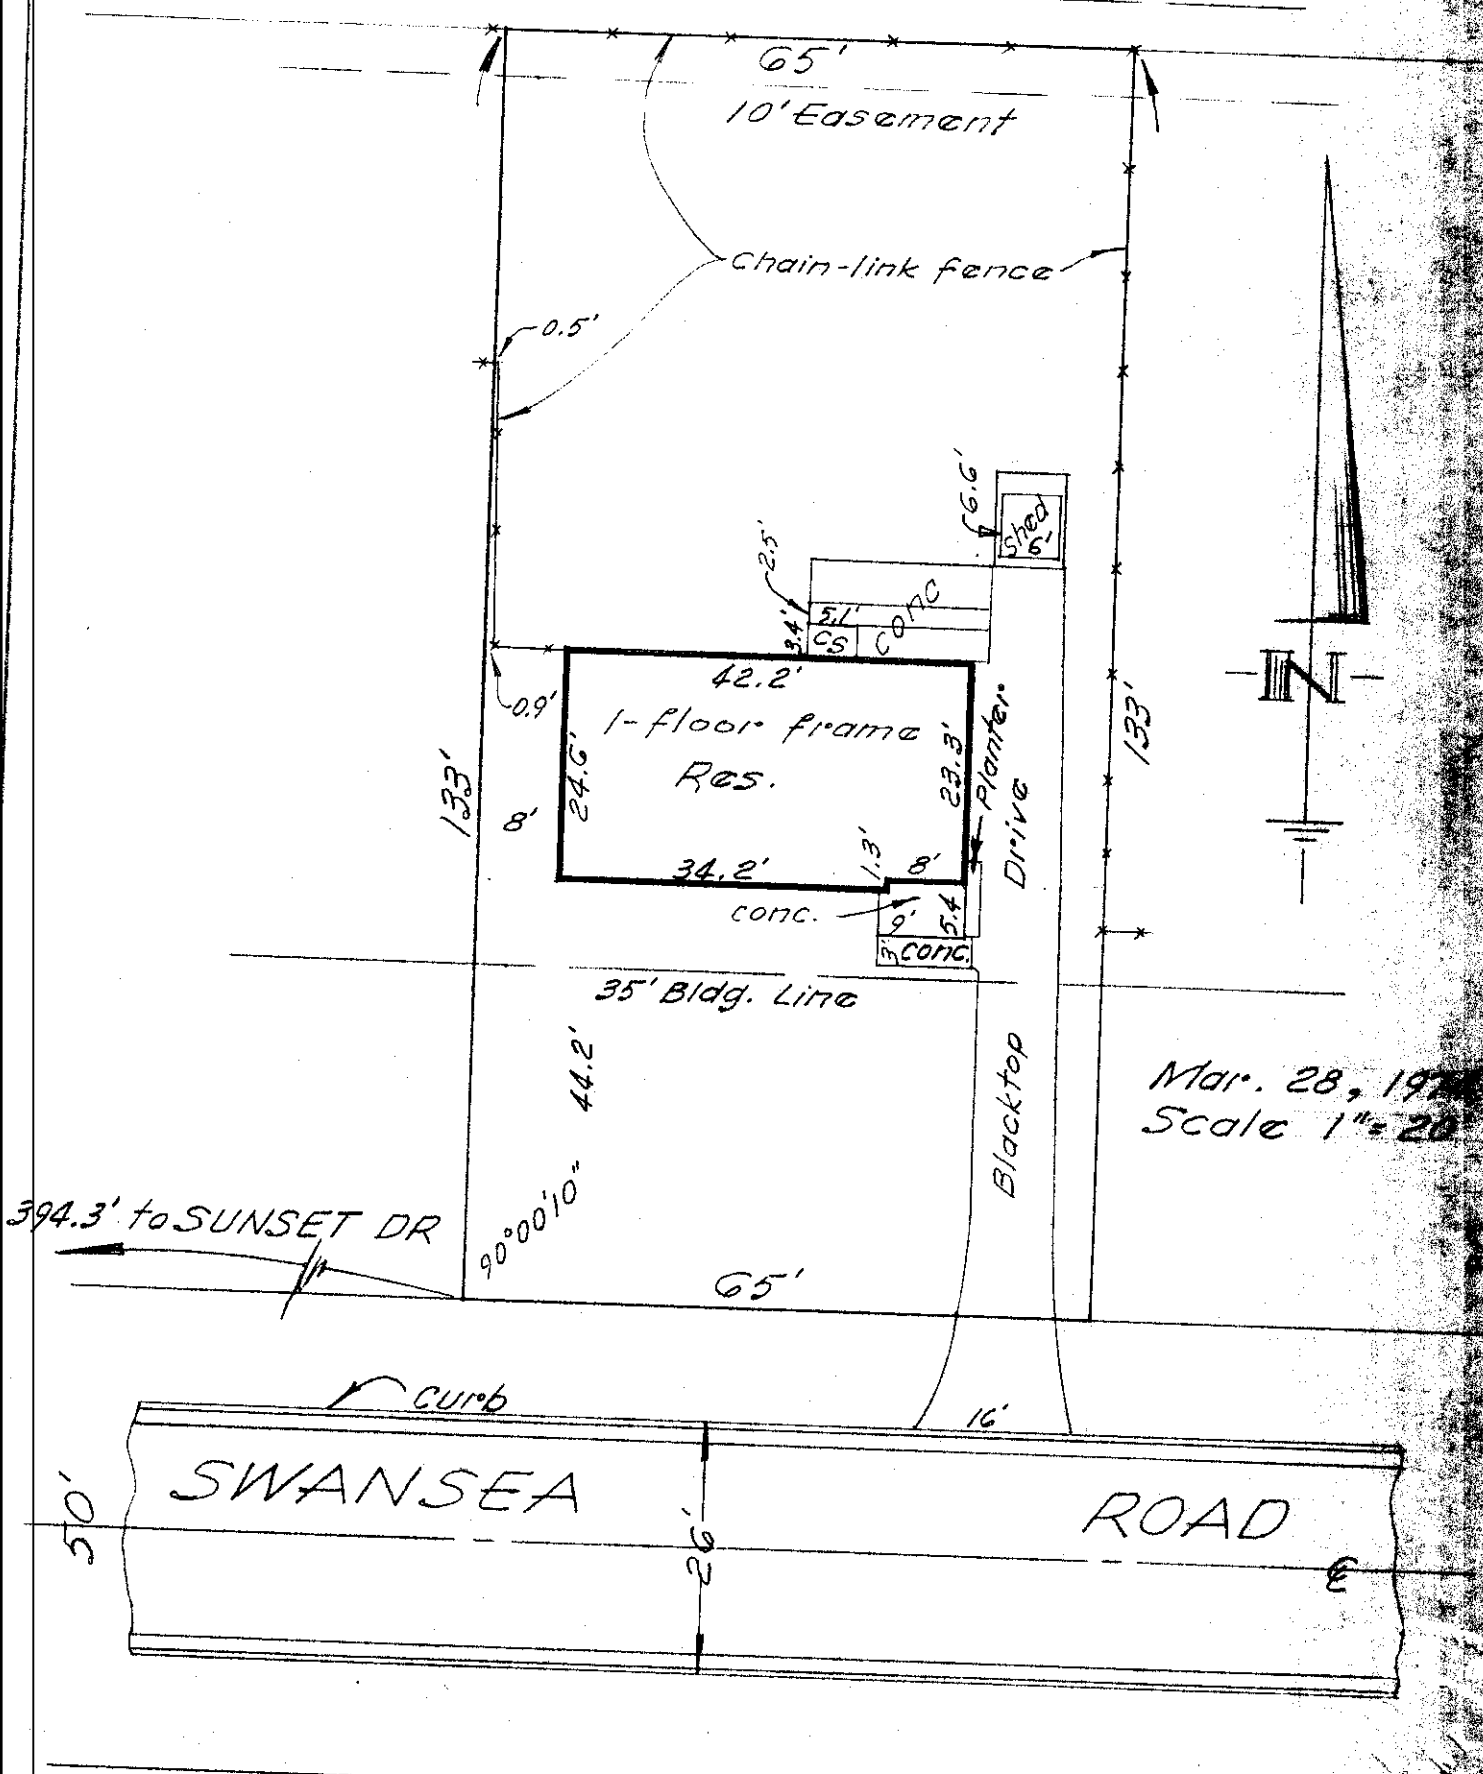 65'
10' Easement
Chain-link fence
0.5'
6.6'
shed
6-
2.5'
conc
5.1'
3.4'
CS
42.2'
0.9'
1-floor frame
Res.
24.6'
23.3'
Planter
133'
133'
N
8'
Drive
34.2'
1.3'
8'
conc.
9'
5.4
3'
conc.
35' Bldg. Line
44.2'
Blacktop
Mar. 28,
Scale 1"= 20'
394.3' to SUNSET DR
90°00'10"
65'
curb
16'
SWANSEA ROAD
50'
26'